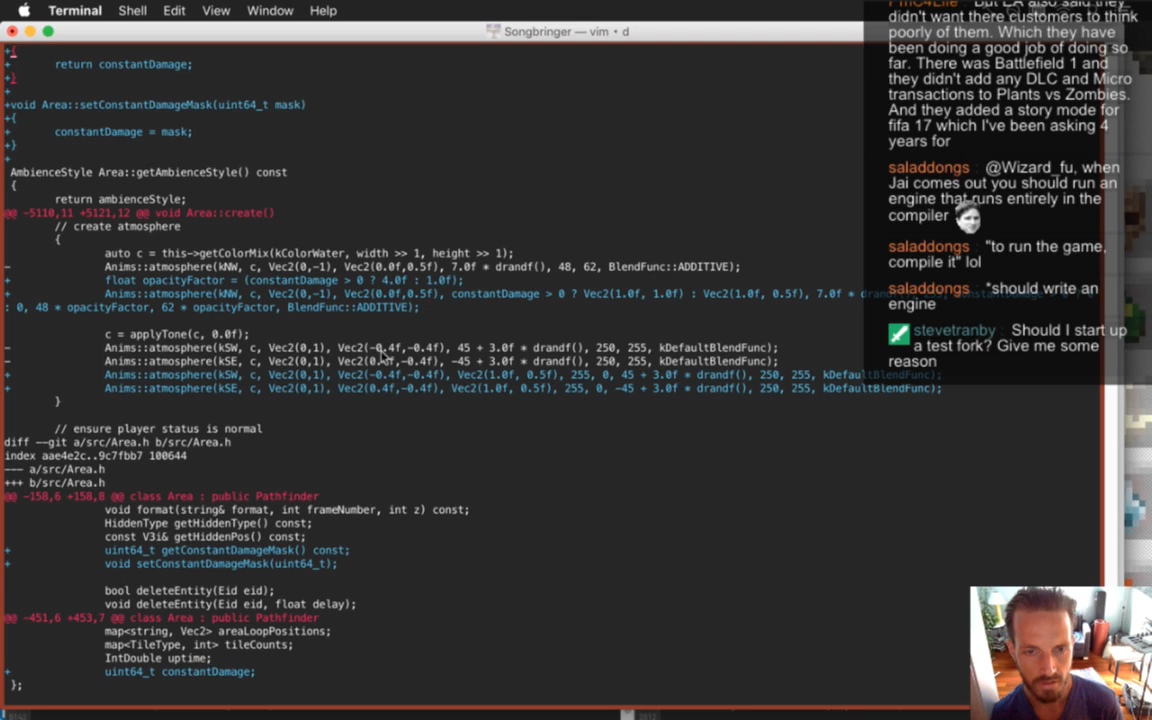 Terminal Shell Edit View Window Help
Songbringer — vim • d
+{
+ return constantDamage;
+}
+
+void Area::setConstantDamageMask(uint64_t mask)
+{
+ constantDamage = mask;
+}
+
AmbienceStyle Area::getAmbienceStyle() const
{
return ambienceStyle;
@@ -5110,11 +5121,12 @@ void Area::create()
// create atmosphere
{
auto c = this->getColorMix(kColorWater, width >> 1, height >> 1);
- Anims::atmosphere(kNW, c, Vec2(0,-1), Vec2(0.0f,0.5f), 7.0f * drandf(), 48, 62, BlendFunc::ADDITIVE);
+ float opacityFactor = (constantDamage > 0 ? 4.0f : 1.0f);
+ Anims::atmosphere(kNW, c, Vec2(0,-1), Vec2(0.0f,0.5f), constantDamage > 0 ? Vec2(1.0f, 1.0f) : Vec2(1.0f, 0.5f), 7.0f * drandf(), 255, constantDamage > 0 ?
: 0, 48 * opacityFactor, 62 * opacityFactor, BlendFunc::ADDITIVE);
c = applyTone(c, 0.0f);
- Anims::atmosphere(kSW, c, Vec2(0,1), Vec2(-0.4f,-0.4f), 45 + 3.0f * drandf(), 250, 255, kDefaultBlendFunc);
- Anims::atmosphere(kSE, c, Vec2(0,1), Vec2(0.4f,-0.4f), -45 + 3.0f * drandf(), 250, 255, kDefaultBlendFunc);
+ Anims::atmosphere(kSW, c, Vec2(0,1), Vec2(-0.4f,-0.4f), Vec2(1.0f, 0.5f), 255, 0, 45 + 3.0f * drandf(), 250, 255, kDefaultBlendFunc);
+ Anims::atmosphere(kSE, c, Vec2(0,1), Vec2(0.4f,-0.4f), Vec2(1.0f, 0.5f), 255, 0, -45 + 3.0f * drandf(), 250, 255, kDefaultBlendFunc);
}
// ensure player status is normal
diff --git a/src/Area.h b/src/Area.h
index aae4e2c..9c7fbb7 100644
--- a/src/Area.h
+++ b/src/Area.h
@@ -158,6 +158,8 @@ class Area : public Pathfinder
void format(string& format, int frameNumber, int z) const;
HiddenType getHiddenType() const;
const V3i& getHiddenPos() const;
+ uint64_t getConstantDamageMask() const;
+ void setConstantDamageMask(uint64_t);
bool deleteEntity(Eid eid);
void deleteEntity(Eid eid, float delay);
@@ -451,6 +453,7 @@ class Area : public Pathfinder
map<string, Vec2> areaLoopPositions;
map<TileType, int> tileCounts;
IntDouble uptime;
+ uint64_t constantDamage;
};
But EA also said they
didn't want there customers to think
poorly of them. Which they have
been doing a good job of doing so
far. There was Battlefield 1 and
they didn't add any DLC and Micro
transactions to Plants vs Zombies.
And they added a story mode for
fifa 17 which I've been asking 4
years for
saladdongs : @Wizard_fu, when
Jai comes out you should run an
engine that runs entirely in the
compiler
saladdongs : "to run the game,
compile it" lol
saladdongs : *should write an
engine
stevetranby : Should I start up
a test fork? Give me some
reason